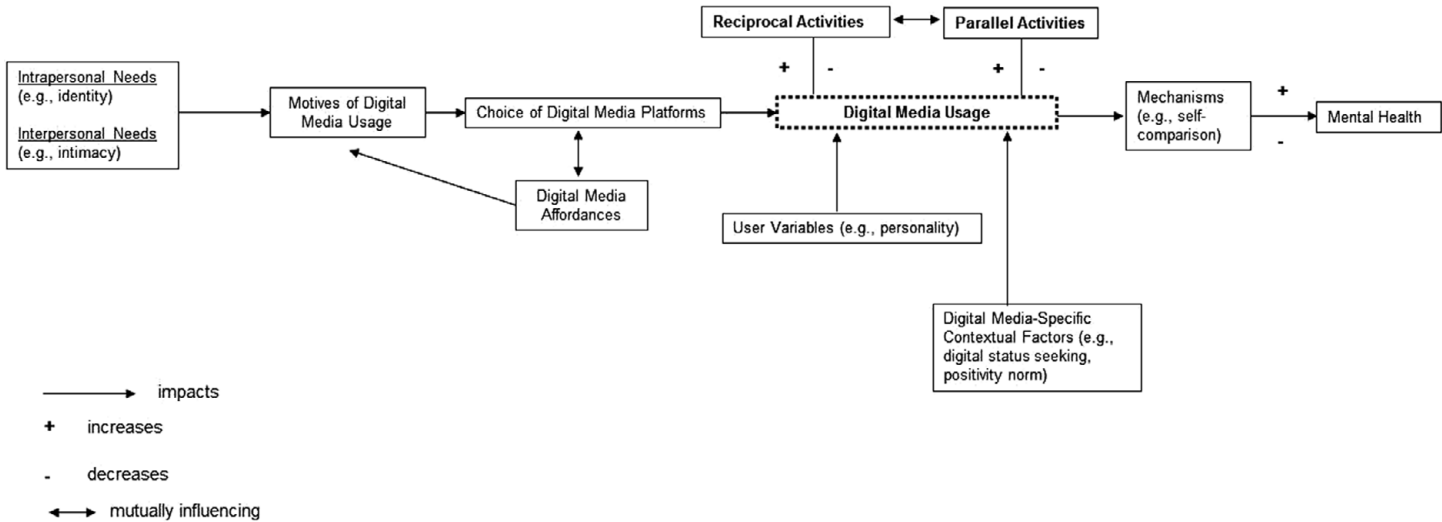 Reciprocal Activities
Parallel Activities
+
-
+
-
Intrapersonal Needs
(e.g., identity)
Interpersonal Needs
(e.g., intimacy)
Motives of Digital
Media Usage
Choice of Digital Media Platforms
Digital Media Usage
Mechanisms
(e.g., self-
comparison)
+
-
Mental Health
Digital Media
Affordances
User Variables (e.g., personality)
Digital Media-Specific
Contextual Factors (e.g.,
digital status seeking,
positivity norm)
impacts
+ increases
- decreases
mutually influencing